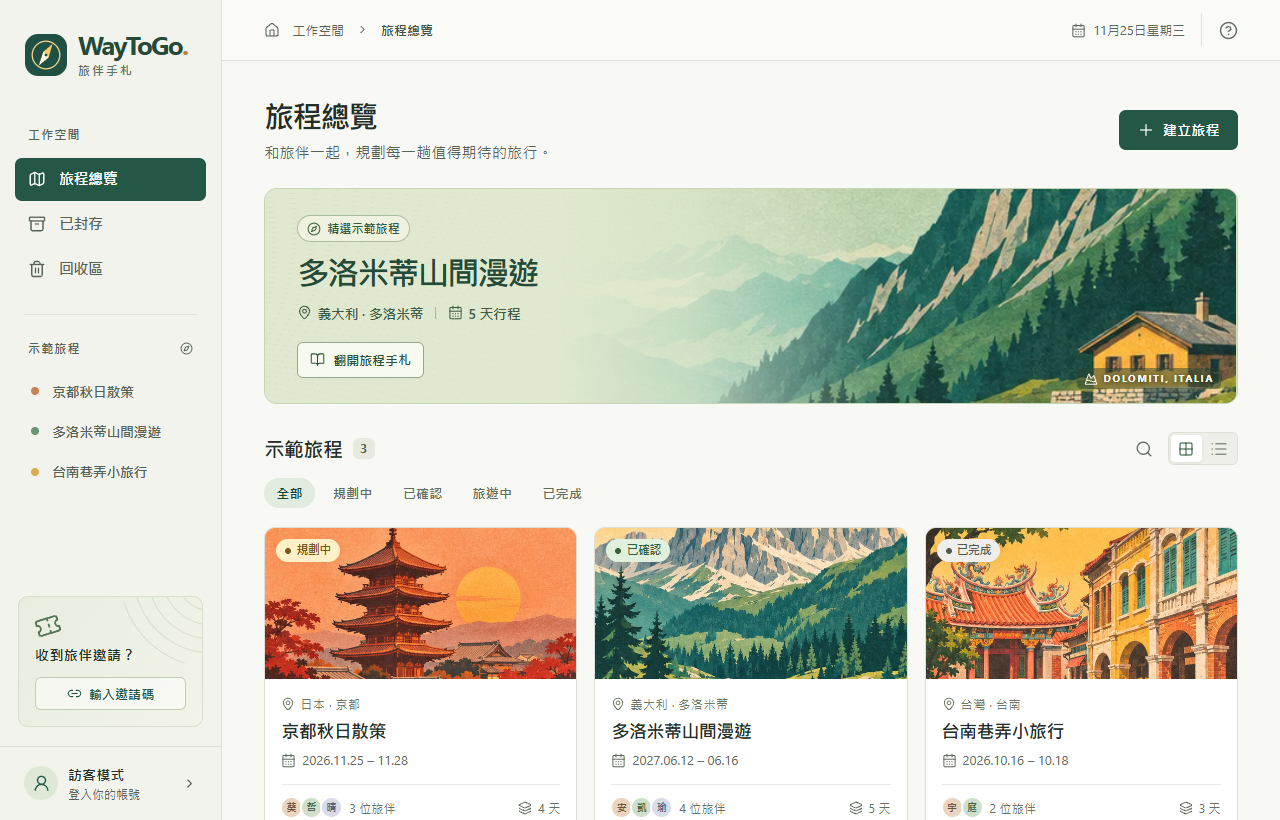 WayToGo.
旅伴手札
工作空間
旅程總覽
已封存
回收區
示範旅程
京都秋日散策
多洛米蒂山間漫遊
台南巷弄小旅行
收到旅伴邀請？
輸入邀請碼
訪客模式
登入你的帳號
工作空間 > 旅程總覽
11月25日星期三
旅程總覽
和旅伴一起，規劃每一趟值得期待的旅行。
建立旅程
精選示範旅程
多洛米蒂山間漫遊
義大利 · 多洛米蒂 | 5 天行程
翻開旅程手札
DOLOMITI, ITALIA
示範旅程 3
全部 規劃中 已確認 旅遊中 已完成
規劃中
日本 · 京都
京都秋日散策
2026.11.25 – 11.28
葵 哲 晴 3 位旅伴 4 天
已確認
義大利 · 多洛米蒂
多洛米蒂山間漫遊
2027.06.12 – 06.16
安 凱 瑜 4 位旅伴 5 天
已完成
台灣 · 台南
台南巷弄小旅行
2026.10.16 – 10.18
宇 庭 2 位旅伴 3 天